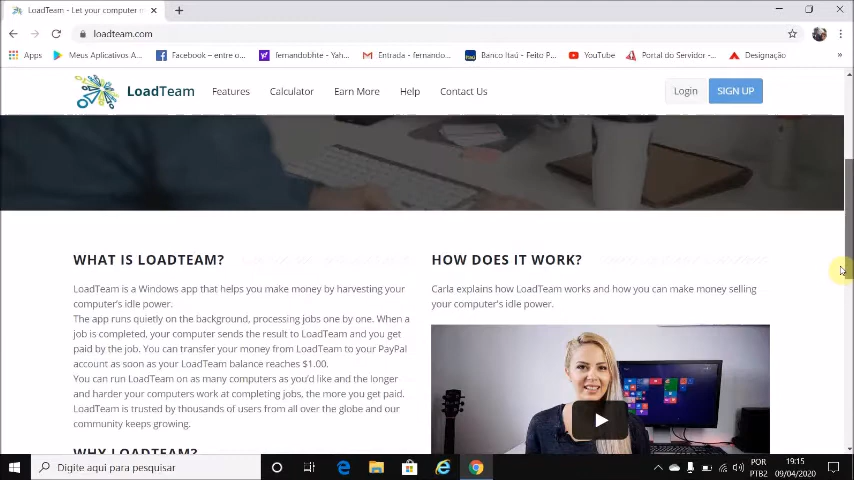 LoadTeam - Let your computer m
loadteam.com
Apps
Meus Aplicativos A...
Facebook – entre o...
fernandobhte - Yah...
Entrada - fernando...
Banco Itaú - Feito P...
YouTube
Portal do Servidor -...
Designação
»
LoadTeam
Features
Calculator
Earn More
Help
Contact Us
Login
SIGN UP
WHAT IS LOADTEAM?
LoadTeam is a Windows app that helps you make money by harvesting your
computer's idle power.
The app runs quietly on the background, processing jobs one by one. When a
job is completed, your computer sends the result to LoadTeam and you get
paid by the job. You can transfer your money from LoadTeam to your PayPal
account as soon as your LoadTeam balance reaches $1.00.
You can run LoadTeam on as many computers as you'd like and the longer
and harder your computers work at completing jobs, the more you get paid.
LoadTeam is trusted by thousands of users from all over the globe and our
community keeps growing.
WHY LOADTEAM?
HOW DOES IT WORK?
Carla explains how LoadTeam works and how you can make money selling
your computer's idle power.
Digite aqui para pesquisar
POR
PTB2
19:15
09/04/2020